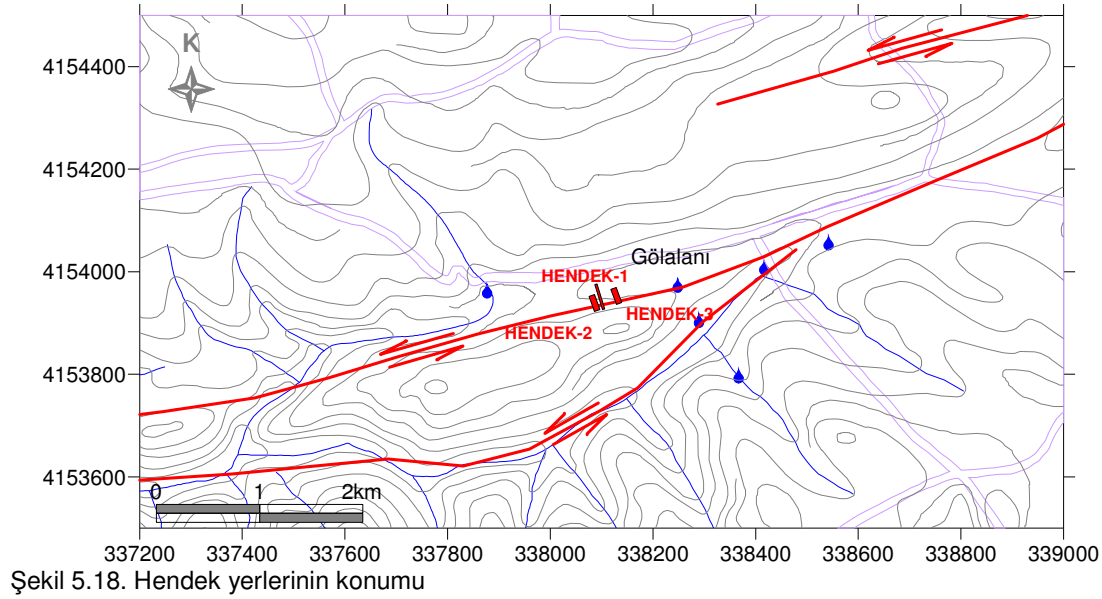 K
4154400
4154200
4154000
4153800
4153600
Gölalanı
HENDEK-1
HENDEK-3
HENDEK-2
0 1 2km
337200 337400 337600 337800 338000 338200 338400 338600 338800 339000
Şekil 5.18. Hendek yerlerinin konumu